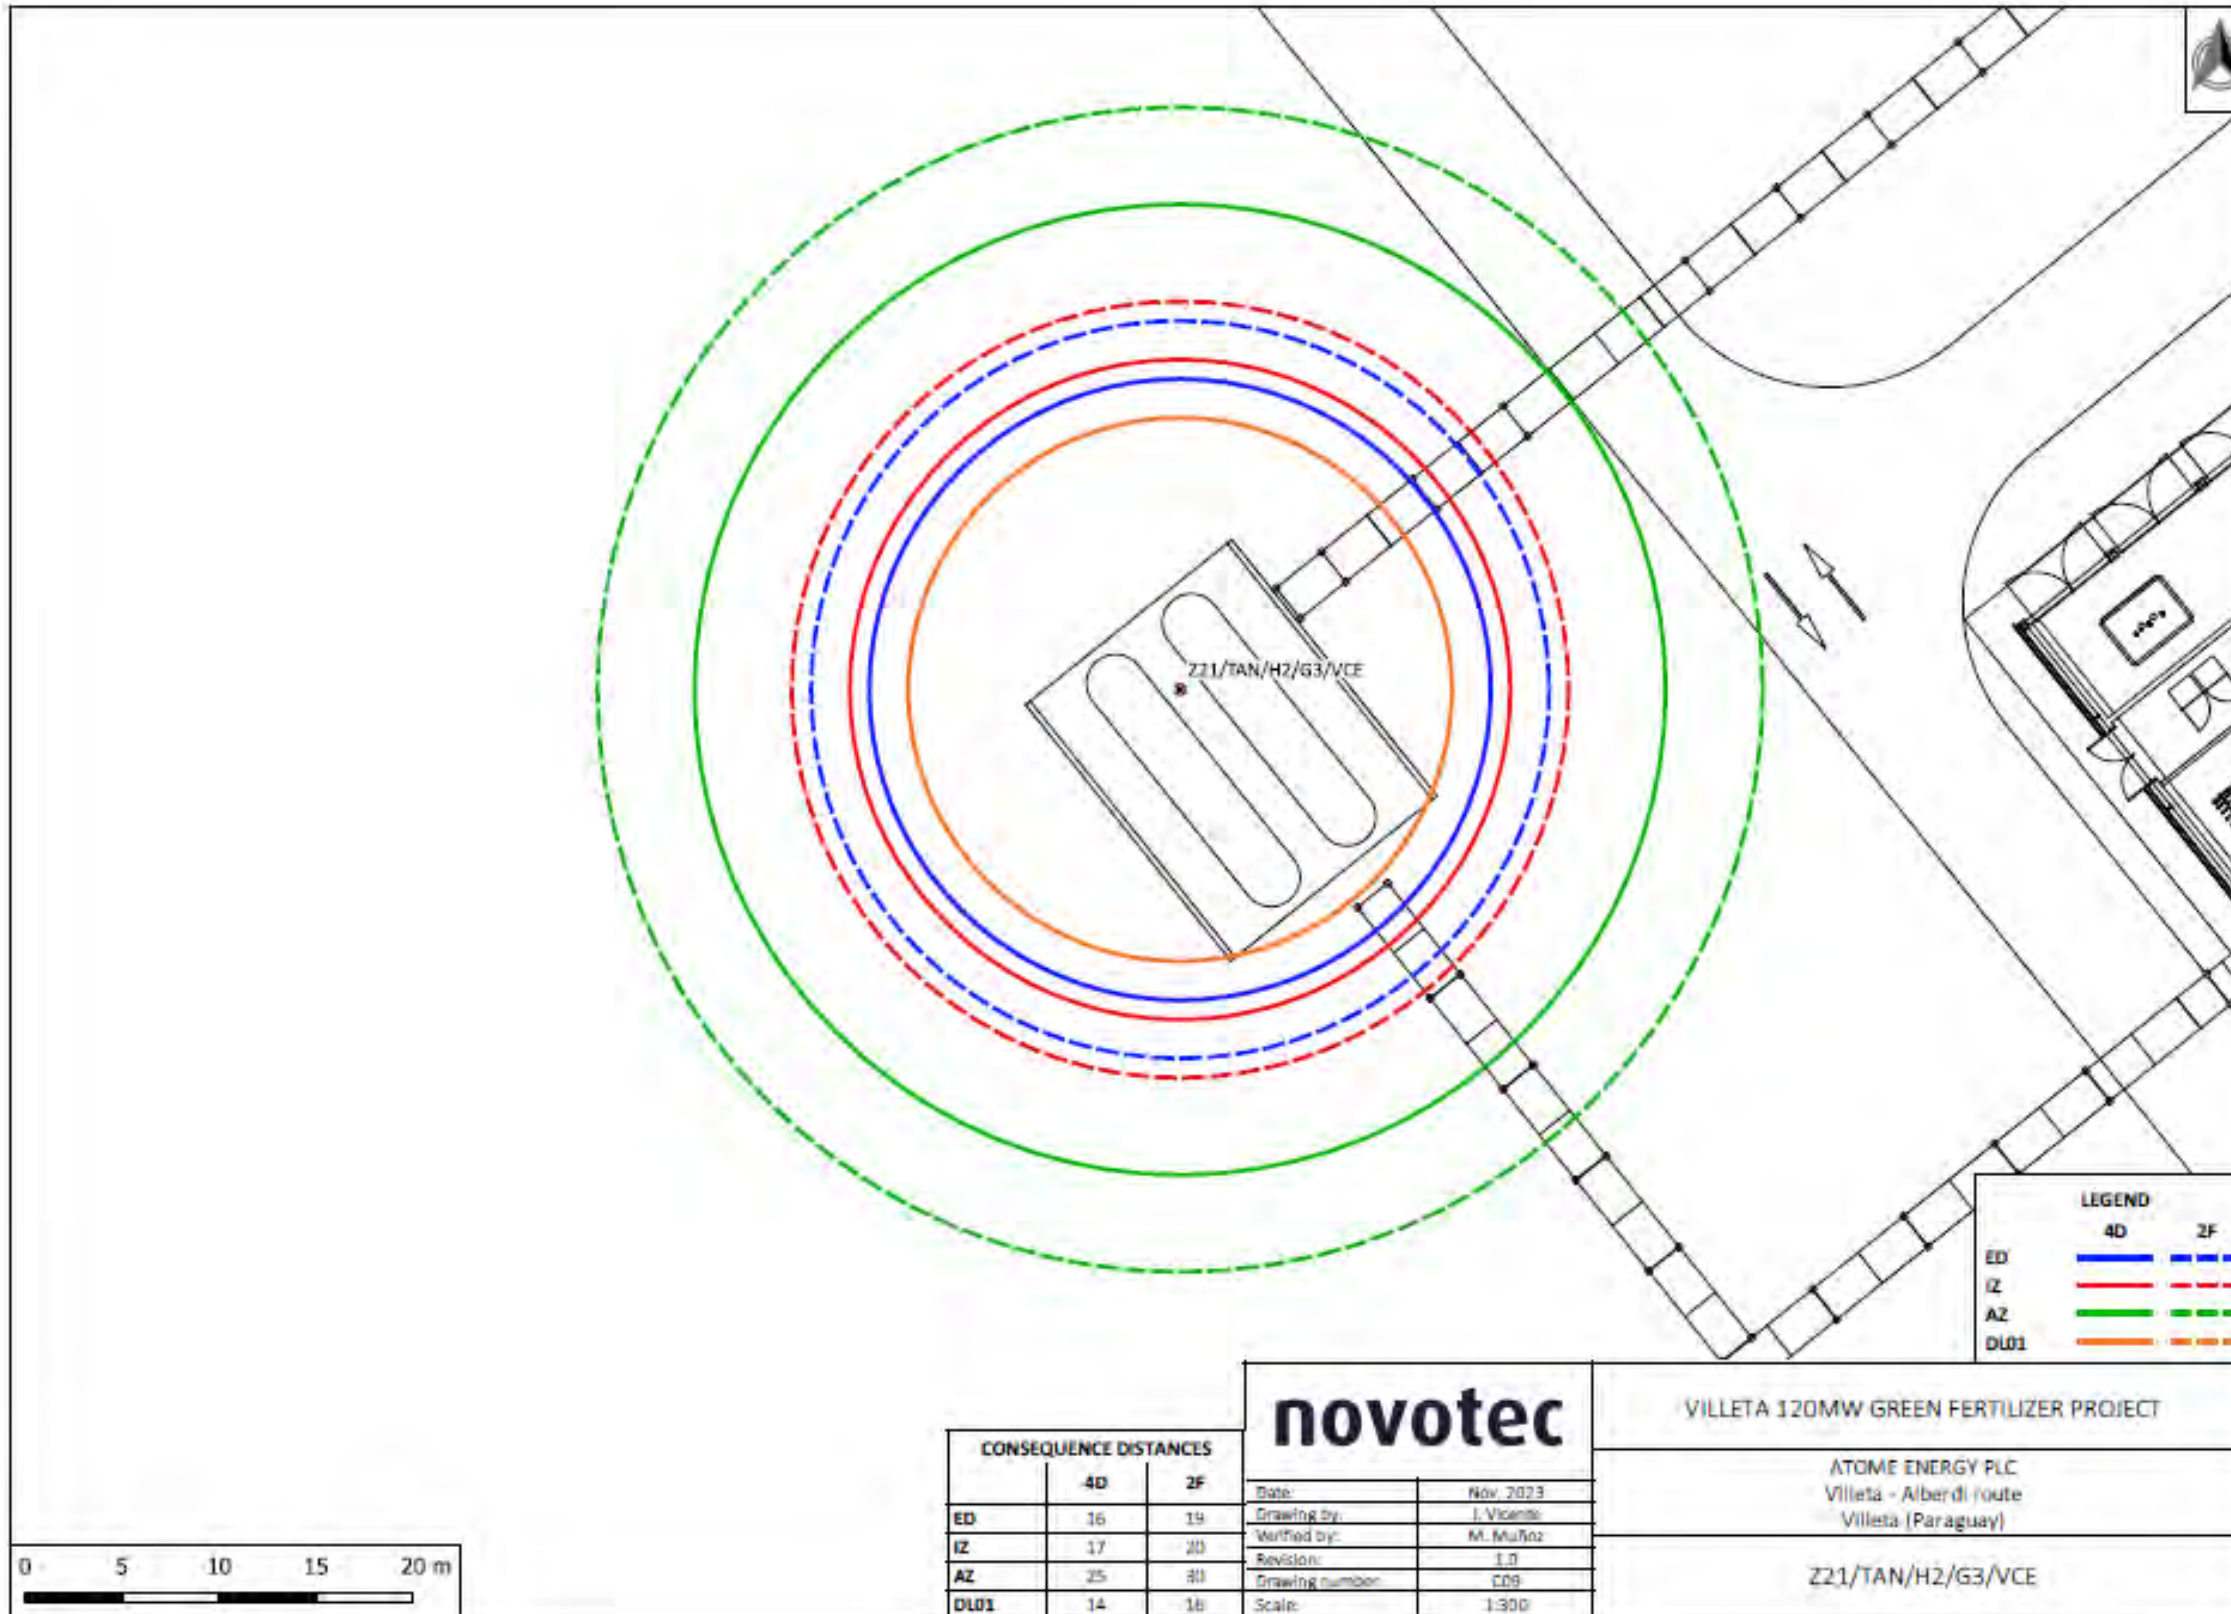 Z21/TAN/H2/G3/VCE
LEGEND
4D 2F
ED
IZ
AZ
DL01
novotec
VILLETA 120MW GREEN FERTILIZER PROJECT
ATOME ENERGY PLC
Villeta - Alberdi route
Villeta (Paraguay)
Z21/TAN/H2/G3/VCE
CONSEQUENCE DISTANCES
4D 2F
ED 16 19
IZ 17 20
AZ 25 30
DL01 14 16
Date: Nov. 2023
Drawing by: J. Vicente
Verified by: M. Muñoz
Revision: 1.0
Drawing number: C09
Scale: 1:300
0 5 10 15 20 m